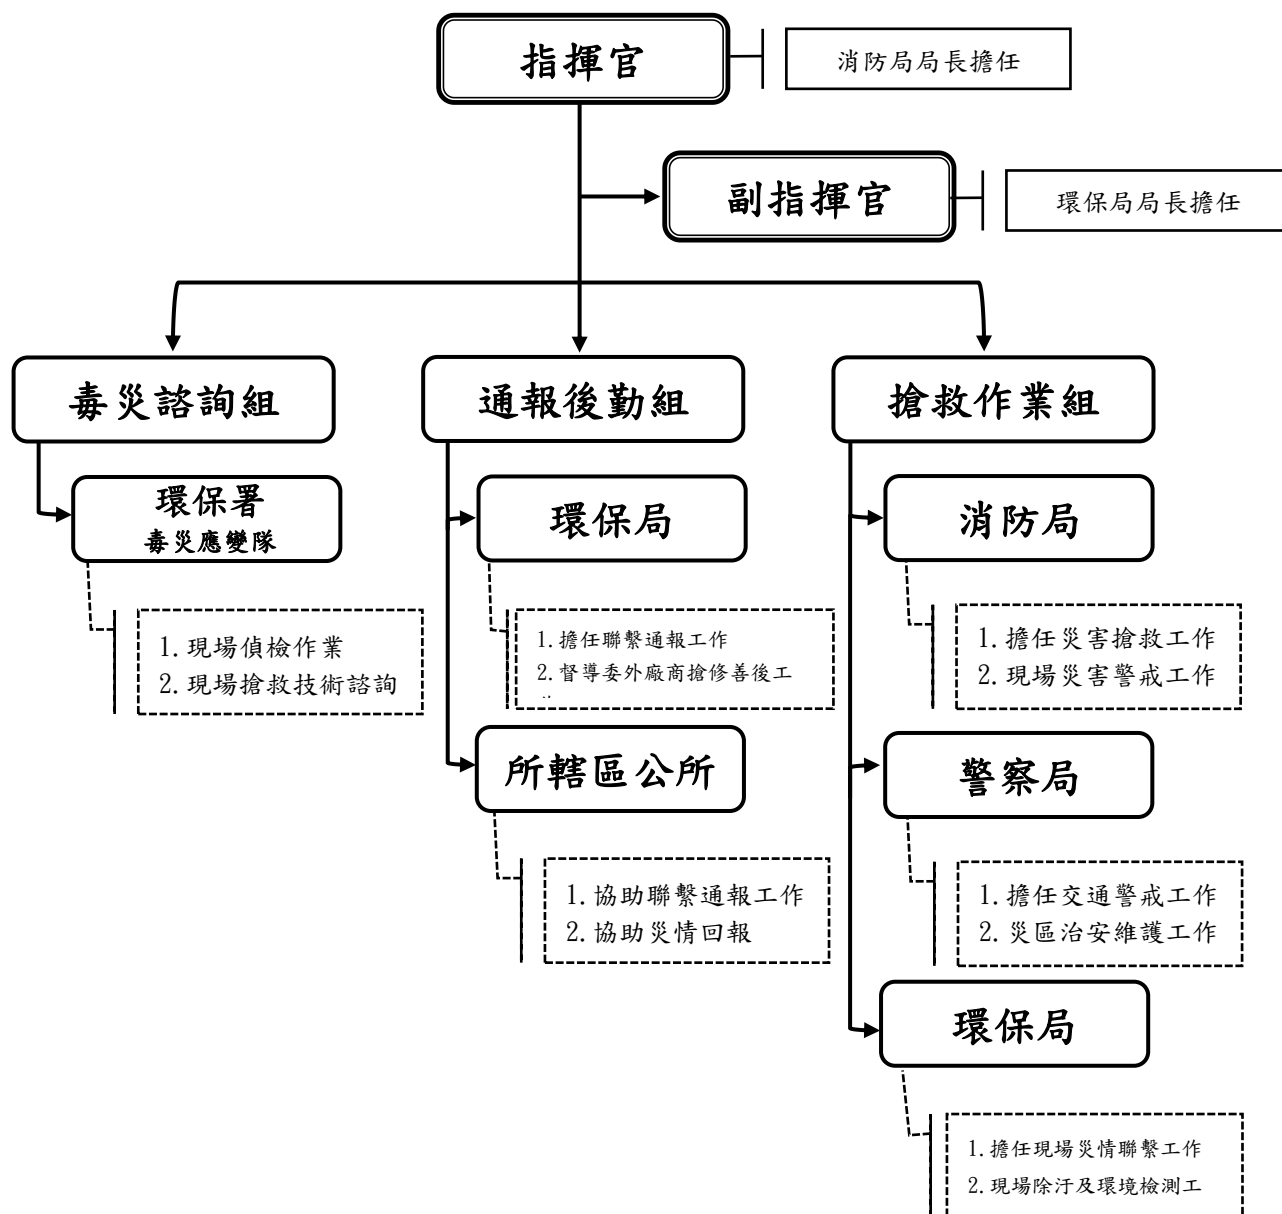 指揮官
消防局局長擔任
副指揮官
環保局局長擔任
毒災諮詢組
環保署
毒災應變隊
1.現場偵檢作業
2.現場搶救技術諮詢
通報後勤組
環保局
1.擔任聯繫通報工作
2.督導委外廠商搶修善後工
所轄區公所
1.協助聯繫通報工作
2.協助災情回報
搶救作業組
消防局
1.擔任災害搶救工作
2.現場災害警戒工作
警察局
1.擔任交通警戒工作
2.災區治安維護工作
環保局
1.擔任現場災情聯繫工作
2.現場除汙及環境檢測工